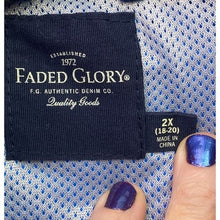 ESTABLISHED
1972
FADED GLORY®
F.G. AUTHENTIC DENIM CO.
Quality Goods
2X
(18-20)
MADE IN
CHINA